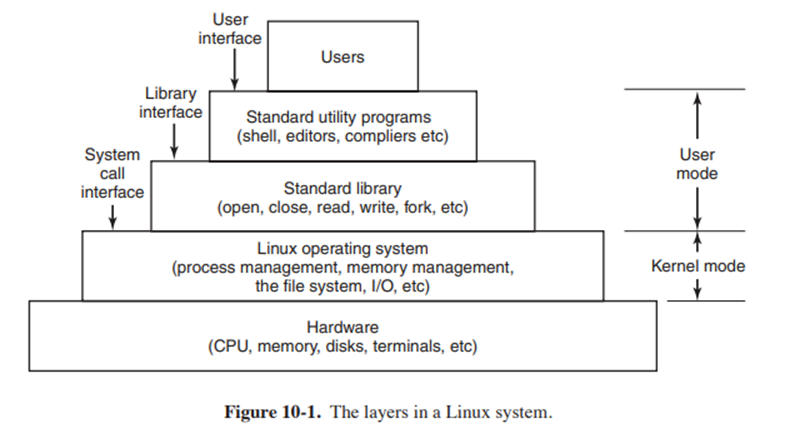 User
interface
Users
Library
interface
Standard utility programs
(shell, editors, compliers etc)
System
call
interface
Standard library
(open, close, read, write, fork, etc)
User
mode
Linux operating system
(process management, memory management,
the file system, I/O, etc)
Kernel mode
Hardware
(CPU, memory, disks, terminals, etc)
Figure 10-1. The layers in a Linux system.